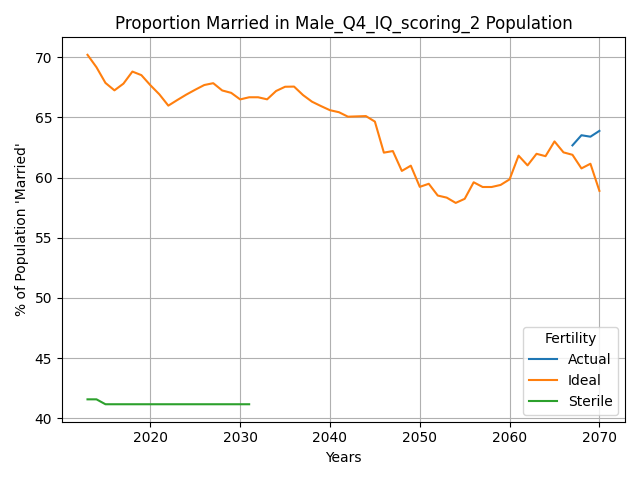 Proportion Married in Male_Q4_IQ_scoring_2 Population
% of Population 'Married'
70
65
60
55
50
45
40
2020 2030 2040 2050 2060 2070
Years
Fertility
Actual
Ideal
Sterile